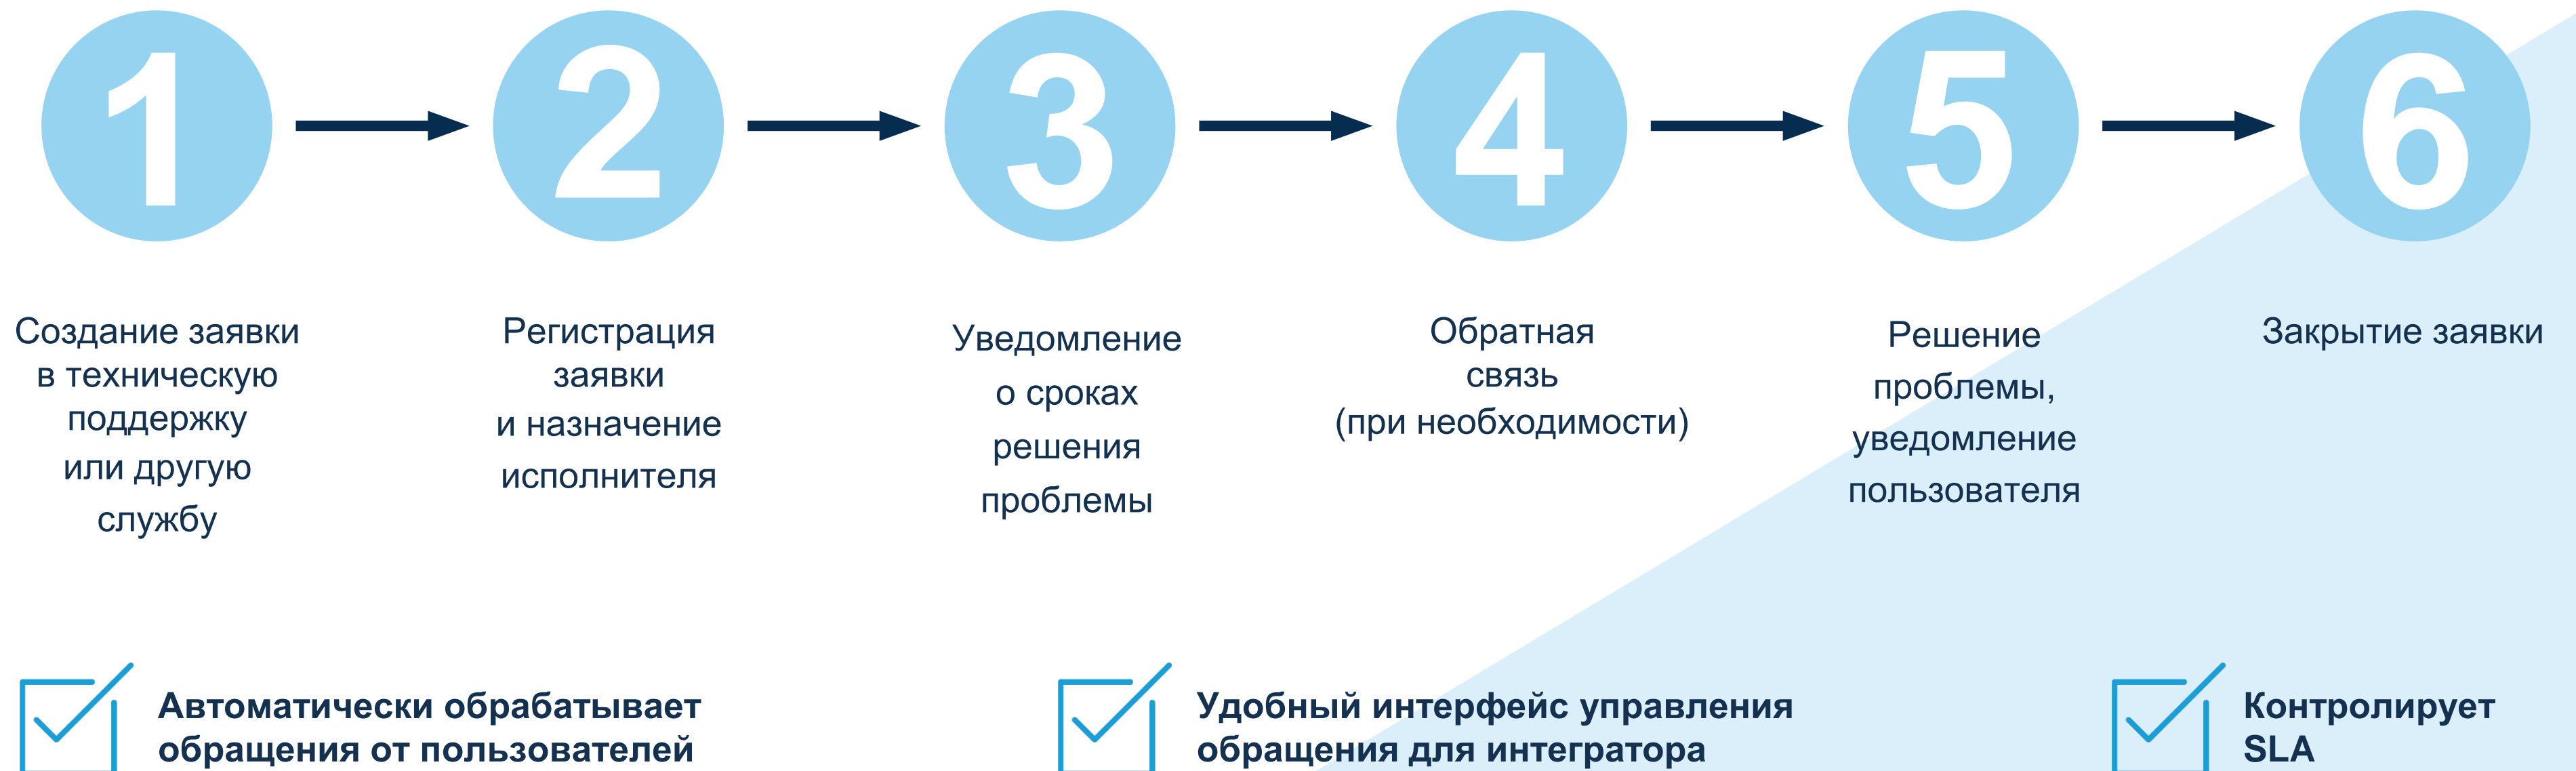 1
2
3
4
5
6
Создание заявки
в техническую
поддержку
или другую
службу
Регистрация
заявки
и назначение
исполнителя
Уведомление
о сроках
решения
проблемы
Обратная
связь
(при необходимости)
Решение
проблемы,
уведомление
пользователя
Закрытие заявки
Автоматически обрабатывает
обращения от пользователей
Удобный интерфейс управления
обращения для интегратора
Контролирует
SLA